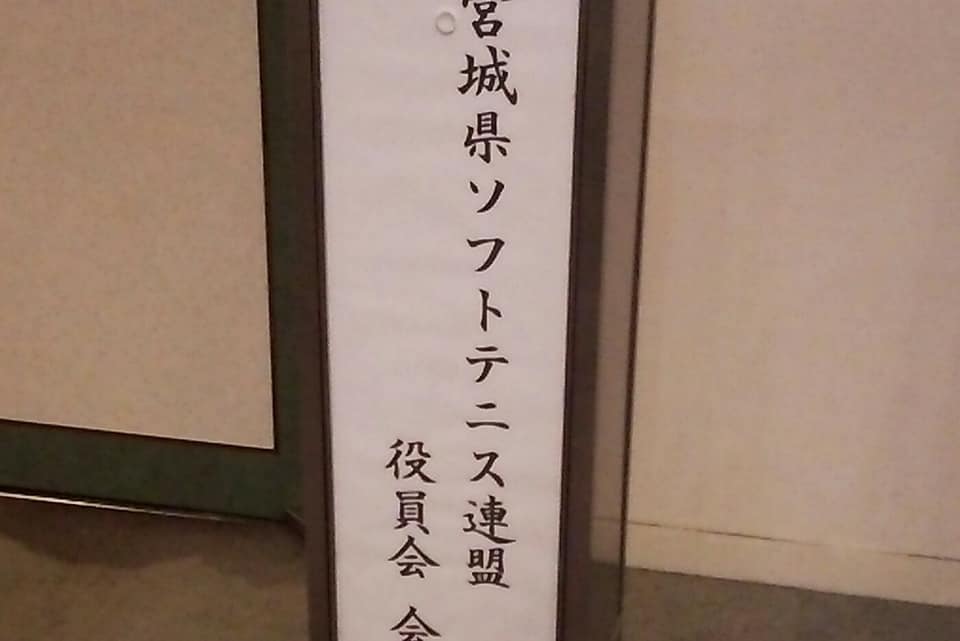 宮城県ソフトテニス連盟
役員会 会